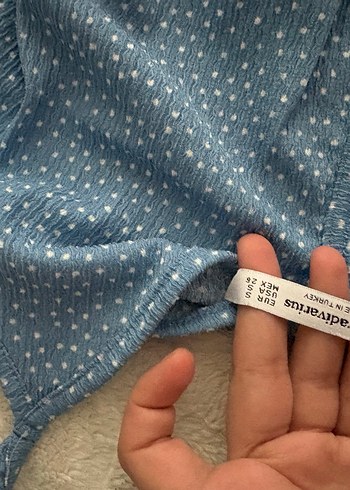 adivarius
E IN TURKEY
EUR S
USA S
MEX 26